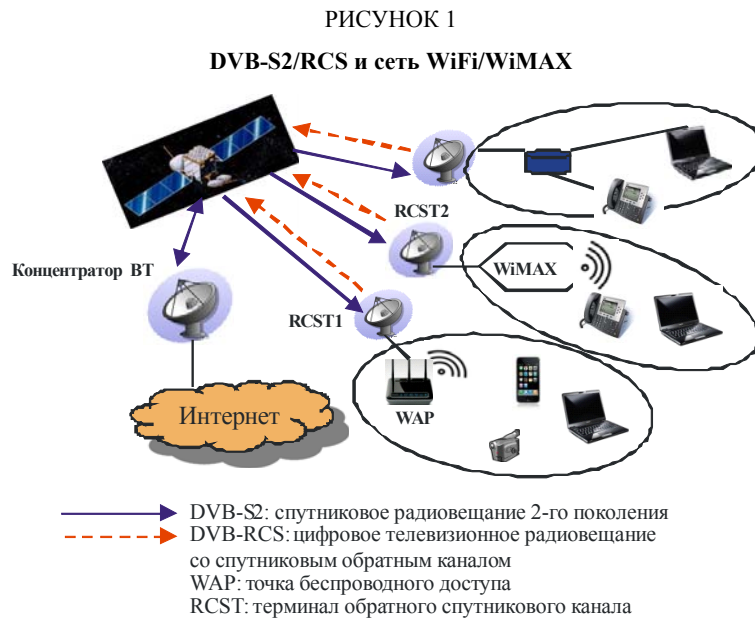 РИСУНОК 1
DVB-S2/RCS и сеть WiFi/WiMAX
RCST2
Концентратор ВТ
WiMAX
RCST1
Интернет
WAP
DVB-S2: спутниковое радиовещание 2-го поколения
DVB-RCS: цифровое телевизионное радиовещание
со спутниковым обратным каналом
WAP: точка беспроводного доступа
RCST: терминал обратного спутникового канала